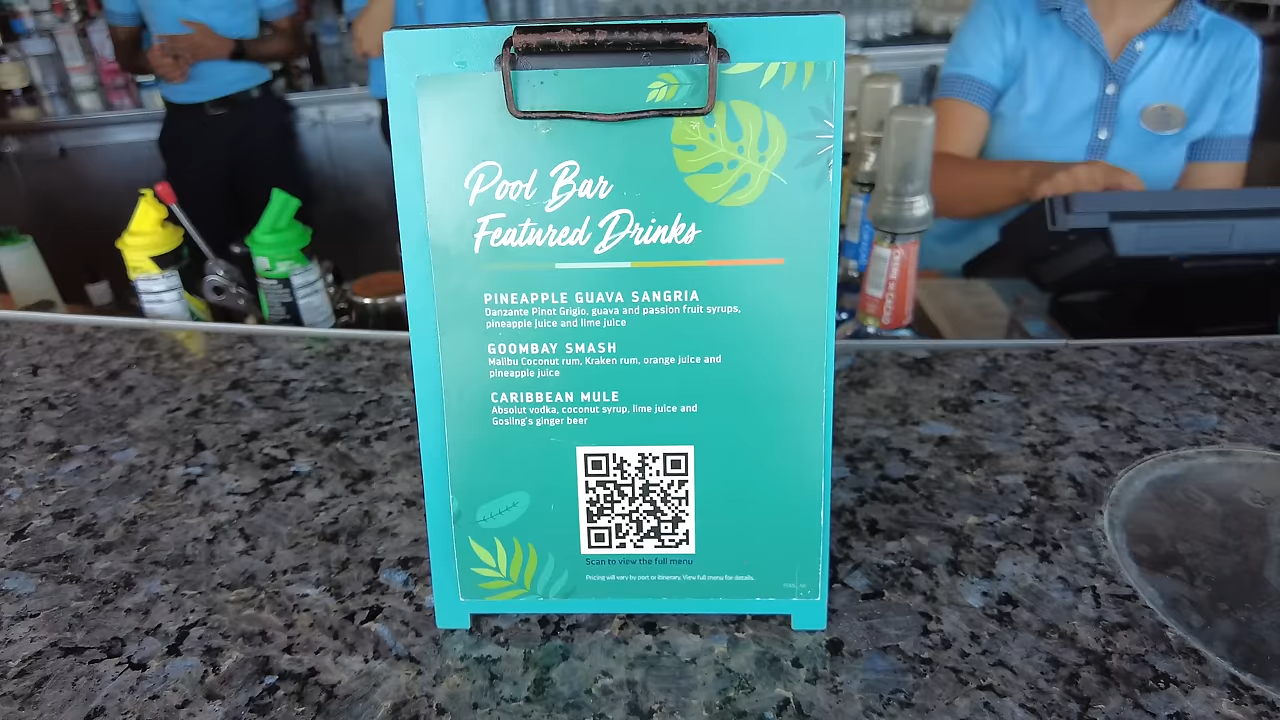 Pool Bar
Featured Drinks
PINEAPPLE GUAVA SANGRIA
Danzante Pinot Grigio, guava and passion fruit syrups,
pineapple juice and lime juice
GOOMBAY SMASH
Malibu Coconut rum, Kraken rum, orange juice and
pineapple juice
CARIBBEAN MULE
Absolut vodka, coconut syrup, lime juice and
Gosling's ginger beer
Scan to view the full menu
Pricing will vary by port or itinerary. View full menu for details.